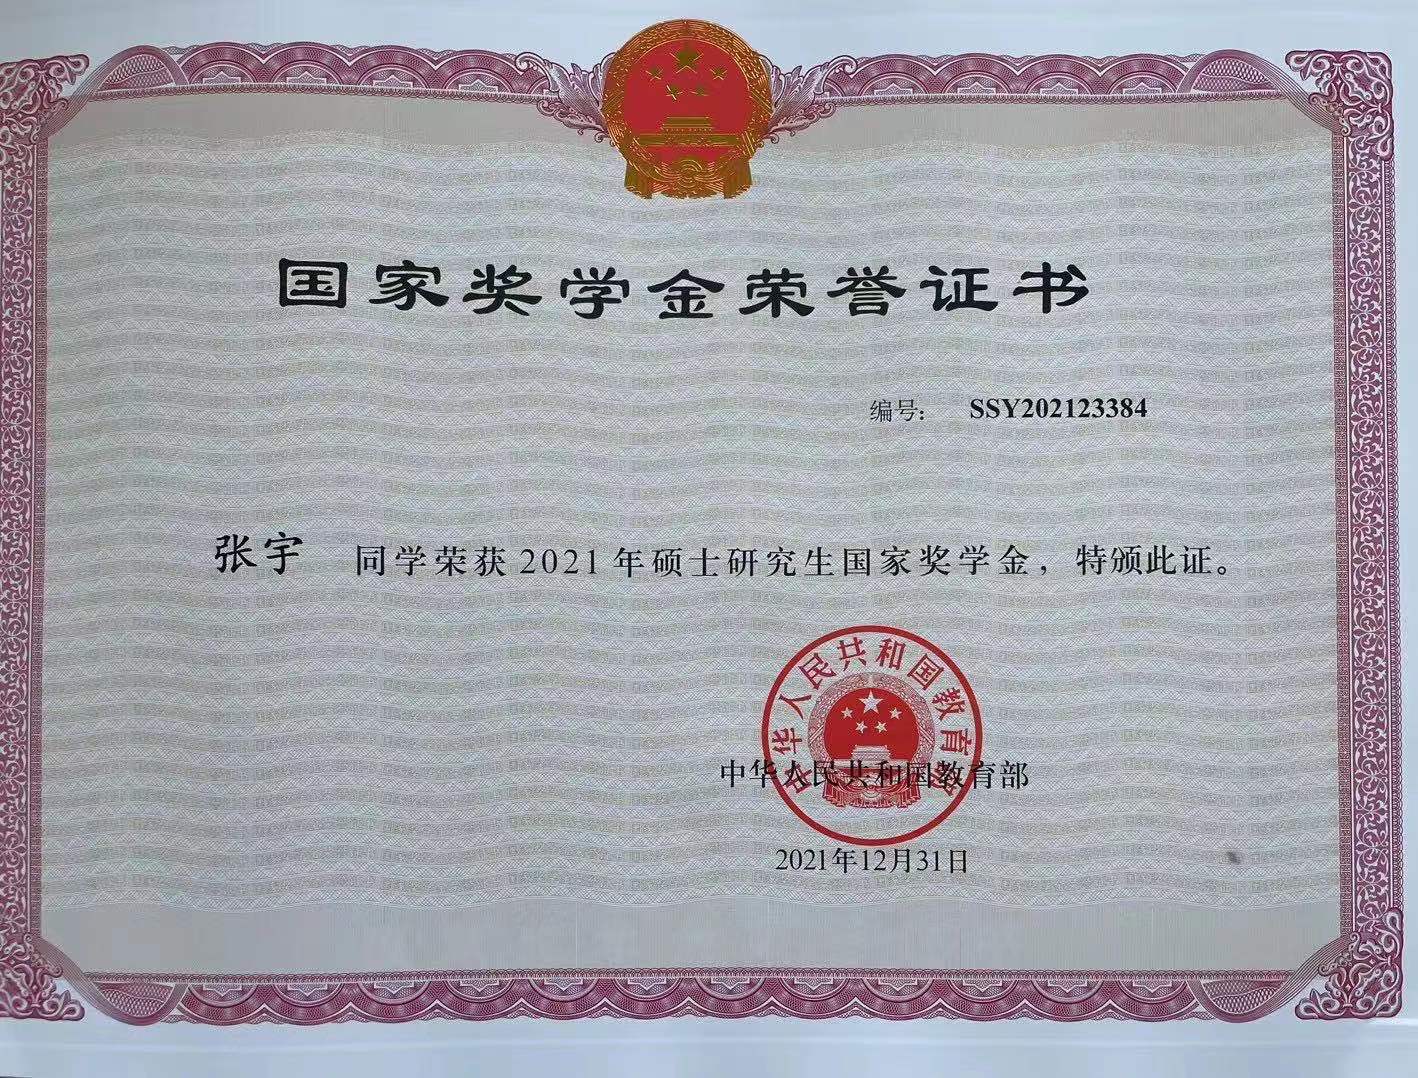 国家奖学金荣誉证书
编号： SSY202123384
张宇 同学荣获2021年硕士研究生国家奖学金，特颁此证。
中华人民共和国教育部
中华人民共和国教育部
2021年12月31日